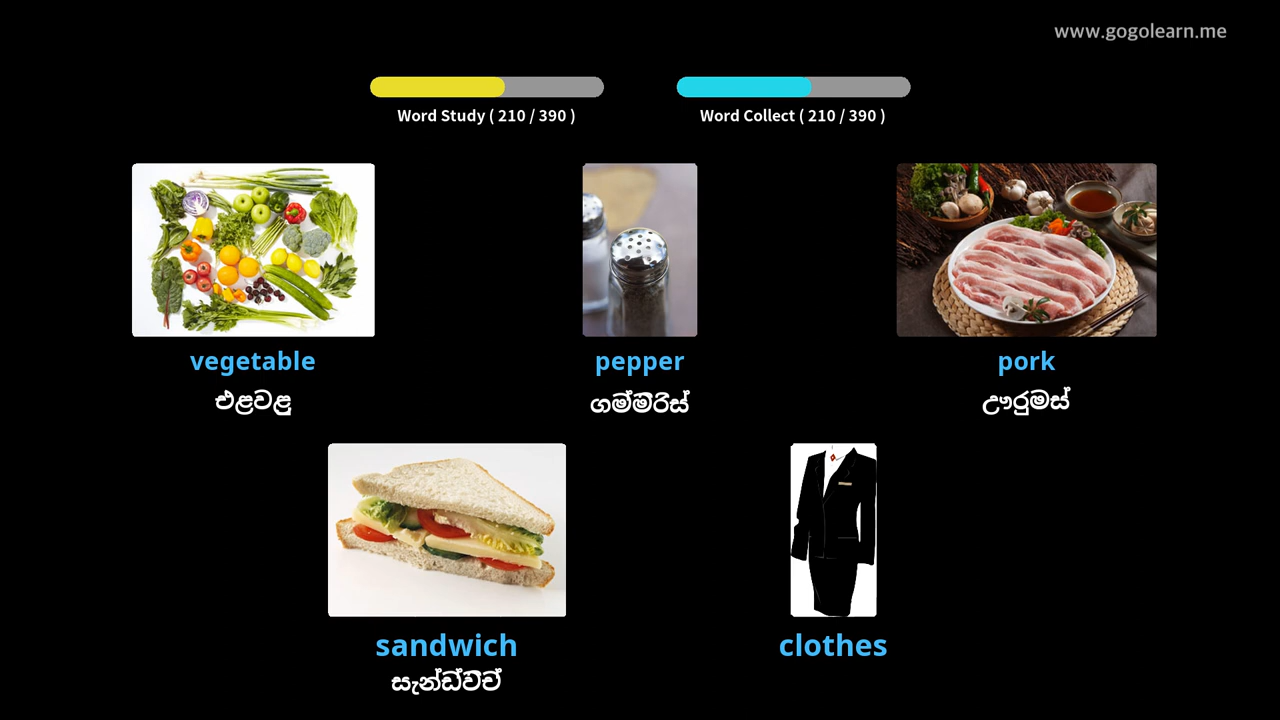 www.gogolearn.me
Word Study ( 210 / 390 )
Word Collect ( 210 / 390 )
vegetable
එළවළු
pepper
ගම්මිරිස්
pork
ඌරුමස්
sandwich
සැන්ඩ්විච්
clothes